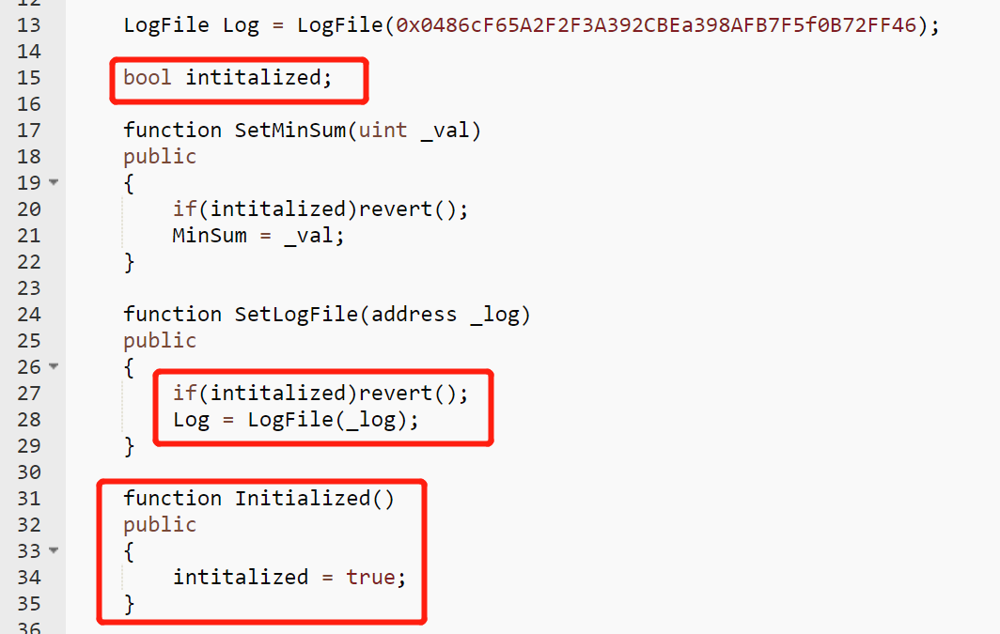 12
13 LogFile Log = LogFile(0x0486cF65A2F2F3A392CBEa398AFB7F5f0B72FF46);
14
15 bool intitalized;
16
17 function SetMinSum(uint _val)
18 public
19 {
20 if(intitalized)revert();
21 MinSum = _val;
22 }
23
24 function SetLogFile(address _log)
25 public
26 {
27 if(intitalized)revert();
28 Log = LogFile(_log);
29 }
30
31 function Initialized()
32 public
33 {
34 intitalized = true;
35 }
36